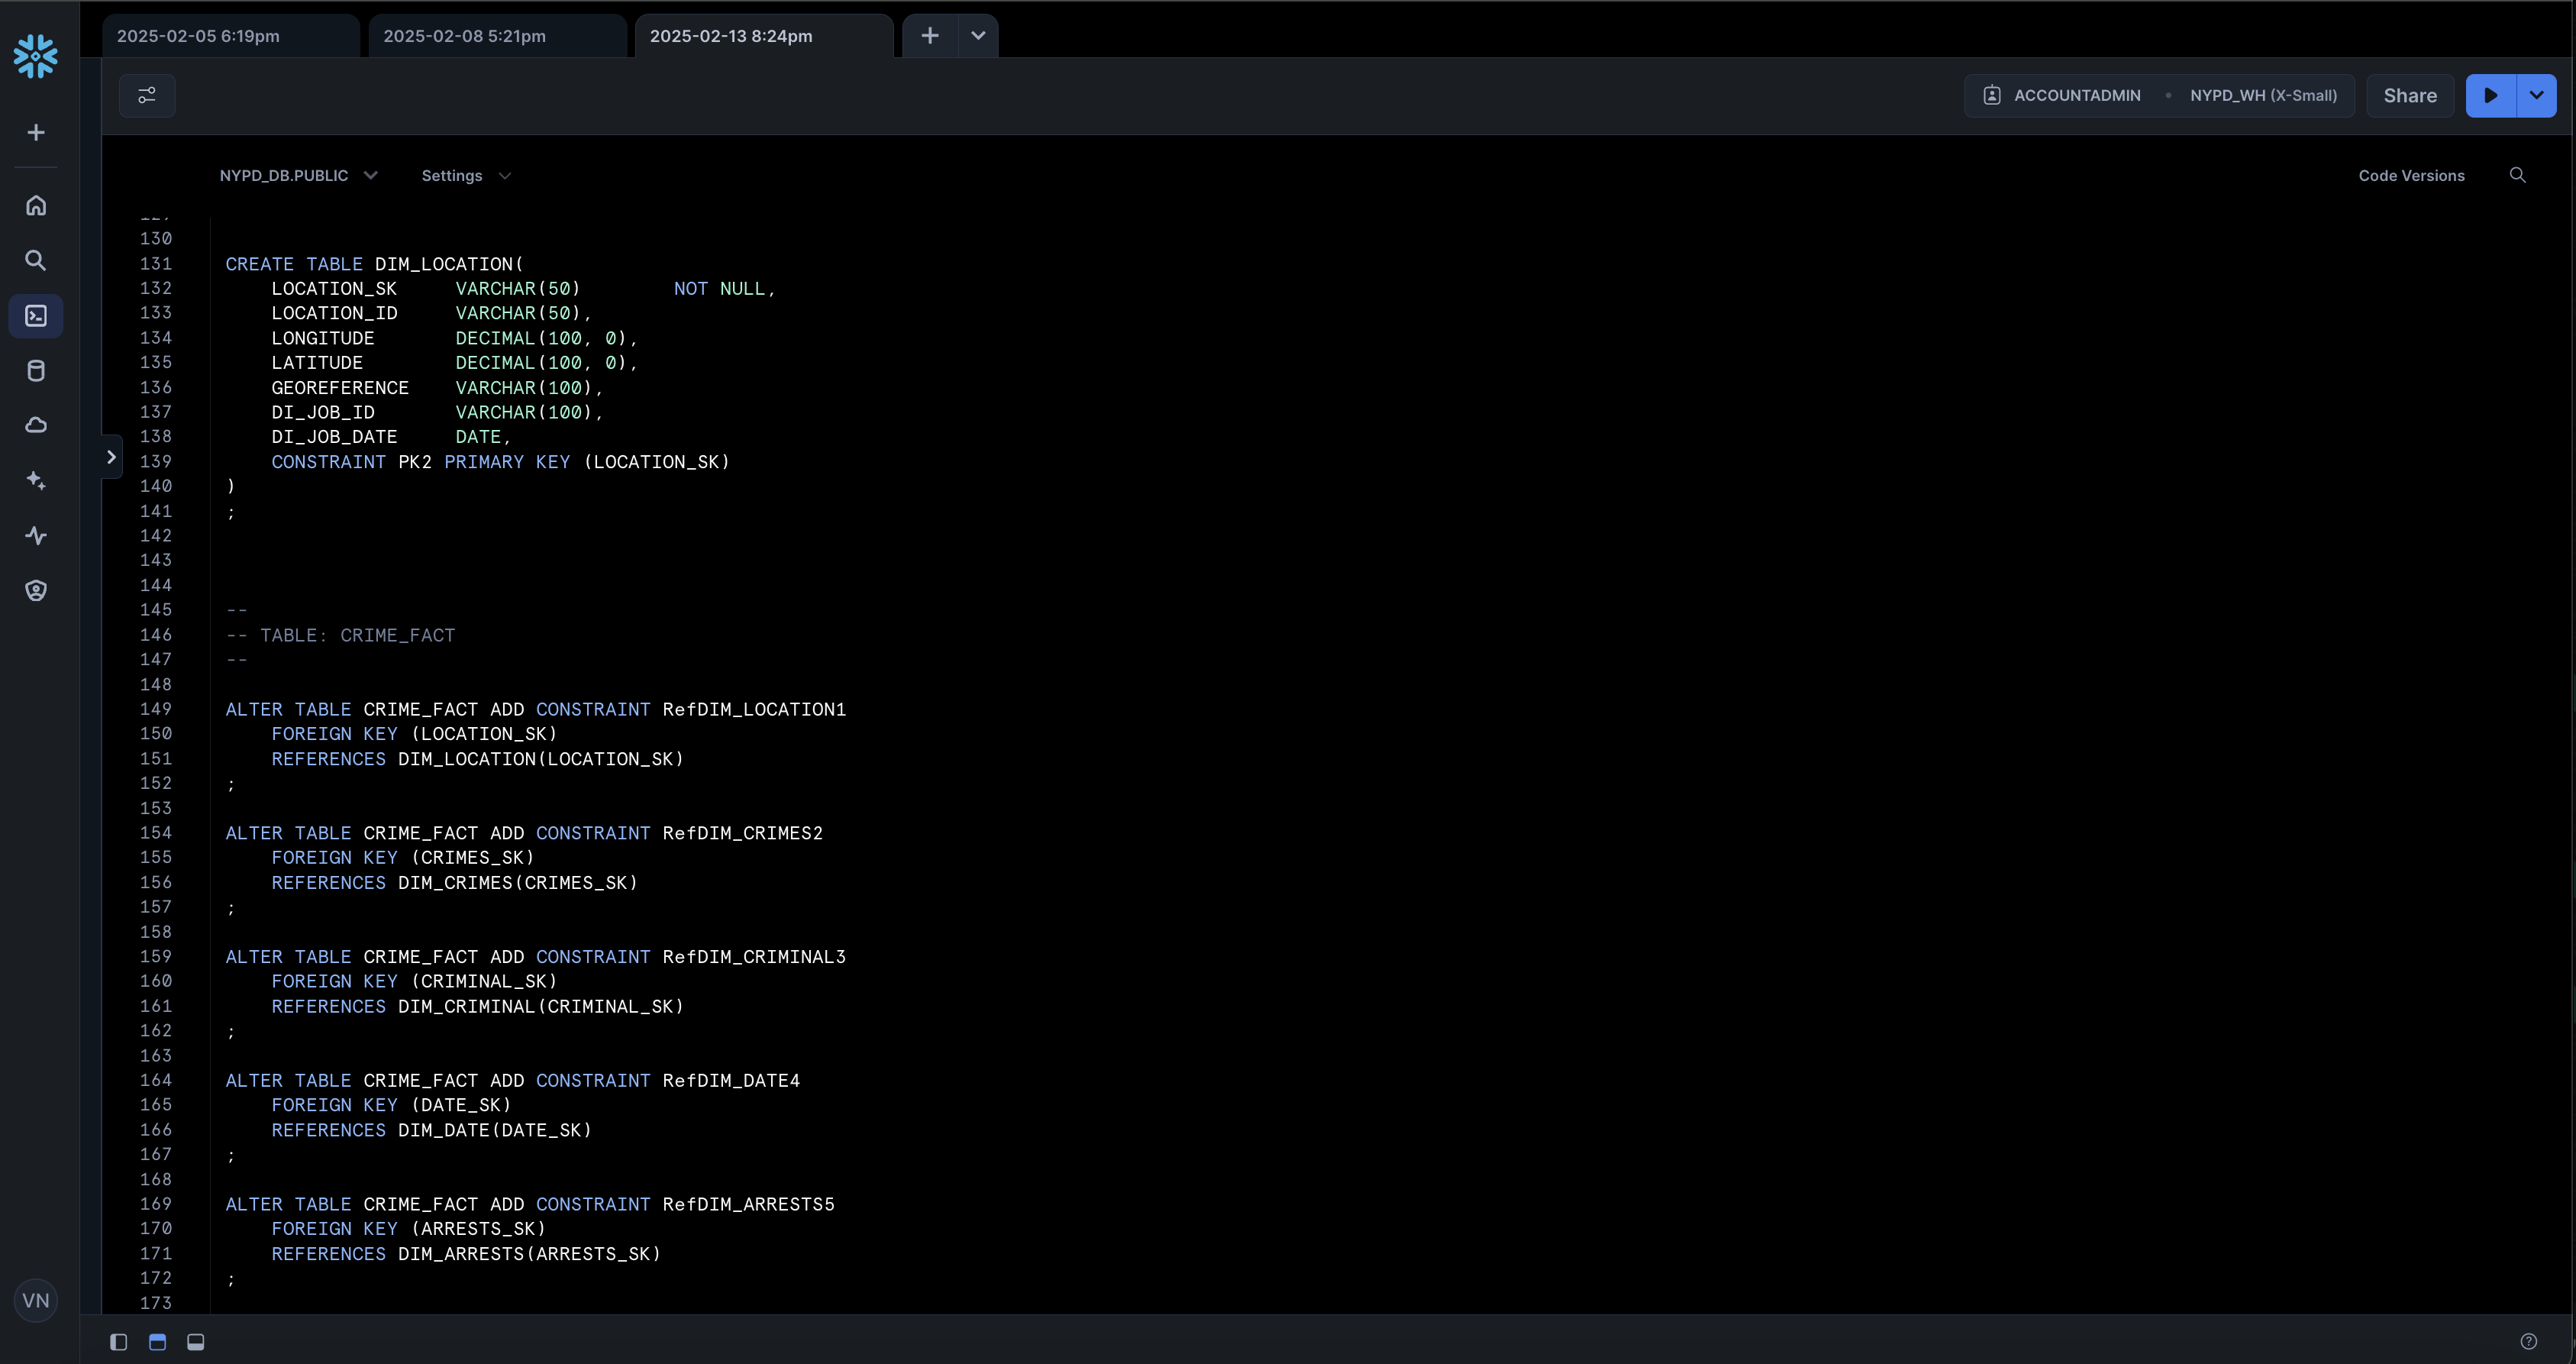 2025-02-05 6:19pm 2025-02-08 5:21pm 2025-02-13 8:24pm
ACCOUNTADMIN • NYPD_WH (X-Small) Share
NYPD_DB.PUBLIC Settings Code Versions
130
131 CREATE TABLE DIM_LOCATION(
132     LOCATION_SK     VARCHAR(50)        NOT NULL,
133     LOCATION_ID     VARCHAR(50),
134     LONGITUDE       DECIMAL(100, 0),
135     LATITUDE        DECIMAL(100, 0),
136     GEOREFERENCE    VARCHAR(100),
137     DI_JOB_ID       VARCHAR(100),
138     DI_JOB_DATE     DATE,
139     CONSTRAINT PK2 PRIMARY KEY (LOCATION_SK)
140 )
141 ;
142
143
144
145 --
146 -- TABLE: CRIME_FACT
147 --
148
149 ALTER TABLE CRIME_FACT ADD CONSTRAINT RefDIM_LOCATION1
150     FOREIGN KEY (LOCATION_SK)
151     REFERENCES DIM_LOCATION(LOCATION_SK)
152 ;
153
154 ALTER TABLE CRIME_FACT ADD CONSTRAINT RefDIM_CRIMES2
155     FOREIGN KEY (CRIMES_SK)
156     REFERENCES DIM_CRIMES(CRIMES_SK)
157 ;
158
159 ALTER TABLE CRIME_FACT ADD CONSTRAINT RefDIM_CRIMINAL3
160     FOREIGN KEY (CRIMINAL_SK)
161     REFERENCES DIM_CRIMINAL(CRIMINAL_SK)
162 ;
163
164 ALTER TABLE CRIME_FACT ADD CONSTRAINT RefDIM_DATE4
165     FOREIGN KEY (DATE_SK)
166     REFERENCES DIM_DATE(DATE_SK)
167 ;
168
169 ALTER TABLE CRIME_FACT ADD CONSTRAINT RefDIM_ARRESTS5
170     FOREIGN KEY (ARRESTS_SK)
171     REFERENCES DIM_ARRESTS(ARRESTS_SK)
172 ;
173
VN